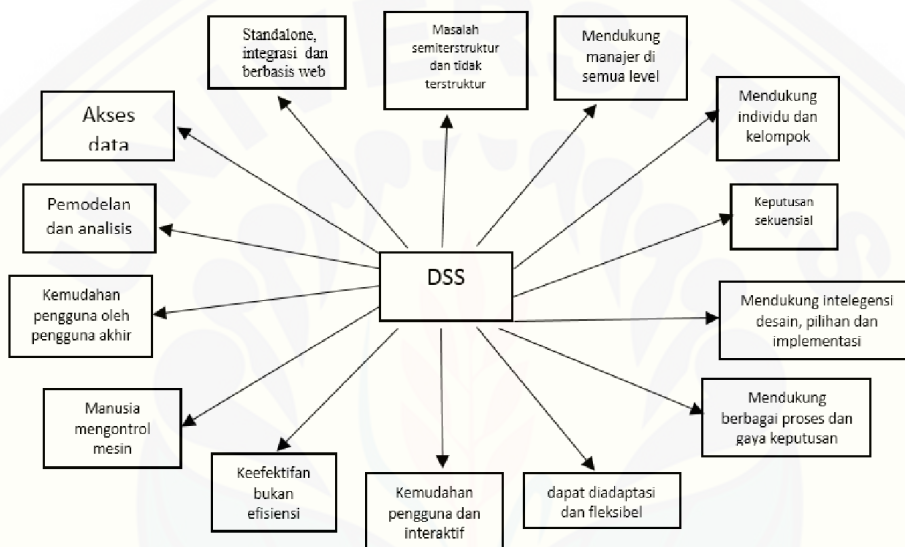 Standalone,
integrasi dan
berbasis web
Masalah
semiterstruktur
dan tidak
terstruktur
Mendukung
manajer di
semua level
Mendukung
individu dan
kelompok
Akses
data
Keputusan
sekuensial
Pemodelan
dan analisis
DSS
Mendukung intelegensi
desain, pilihan dan
implementasi
Kemudahan
pengguna oleh
pengguna akhir
Mendukung
berbagai proses dan
gaya keputusan
Manusia
mengontrol
mesin
Keefektifan
bukan
efisiensi
Kemudahan
pengguna dan
interaktif
dapat diadaptasi
dan fleksibel
UNIVERSITAS